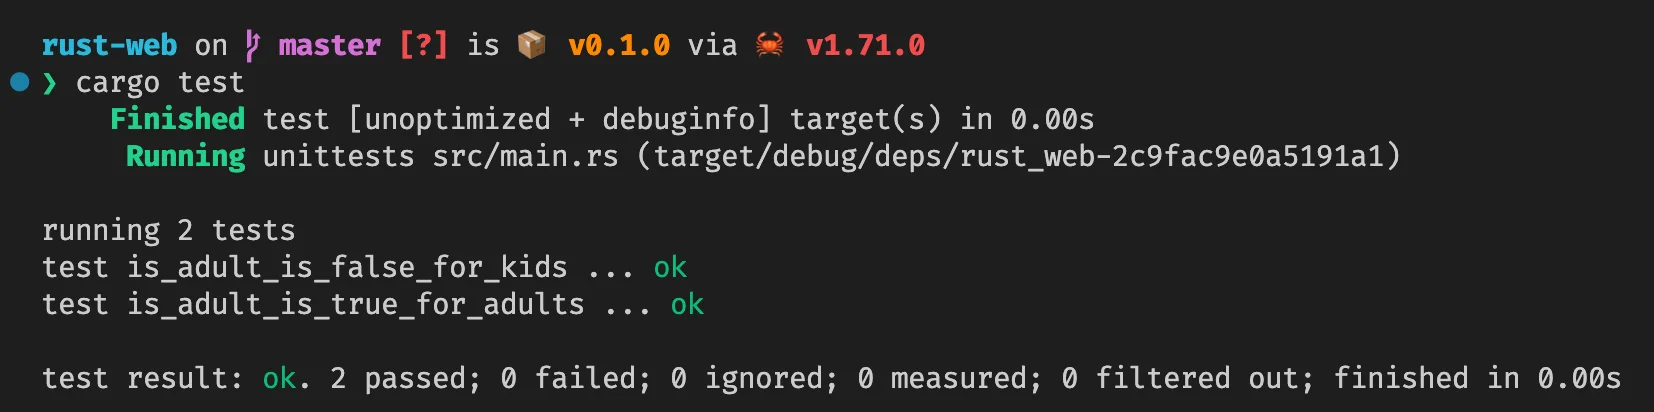 rust-web on master [?] is 📦 v0.1.0 via 🦀 v1.71.0
❯ cargo test
Finished test [unoptimized + debuginfo] target(s) in 0.00s
Running unittests src/main.rs (target/debug/deps/rust_web-2c9fac9e0a5191a1)
running 2 tests
test is_adult_is_false_for_kids ... ok
test is_adult_is_true_for_adults ... ok
test result: ok. 2 passed; 0 failed; 0 ignored; 0 measured; 0 filtered out; finished in 0.00s